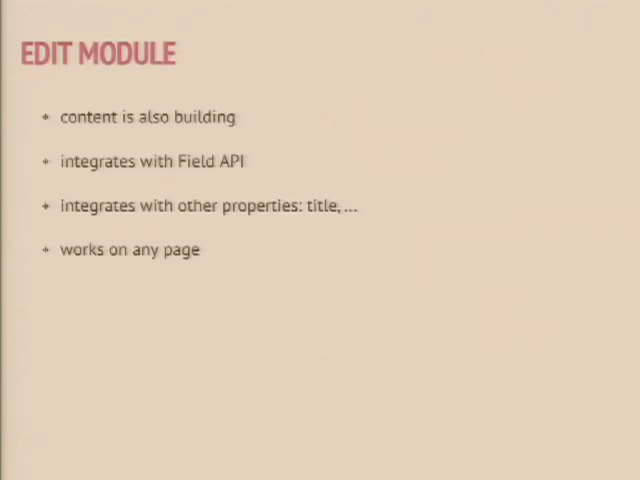 EDIT MODULE
content is also building
integrates with Field API
integrates with other properties: title, ...
works on any page